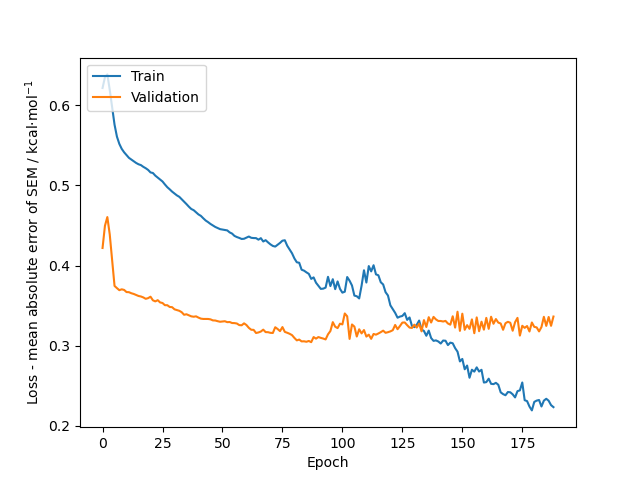 Train
Validation
0.6
0.5
0.4
0.3
0.2
Loss - mean absolute error of SEM / kcal·mol⁻¹
0 25 50 75 100 125 150 175
Epoch